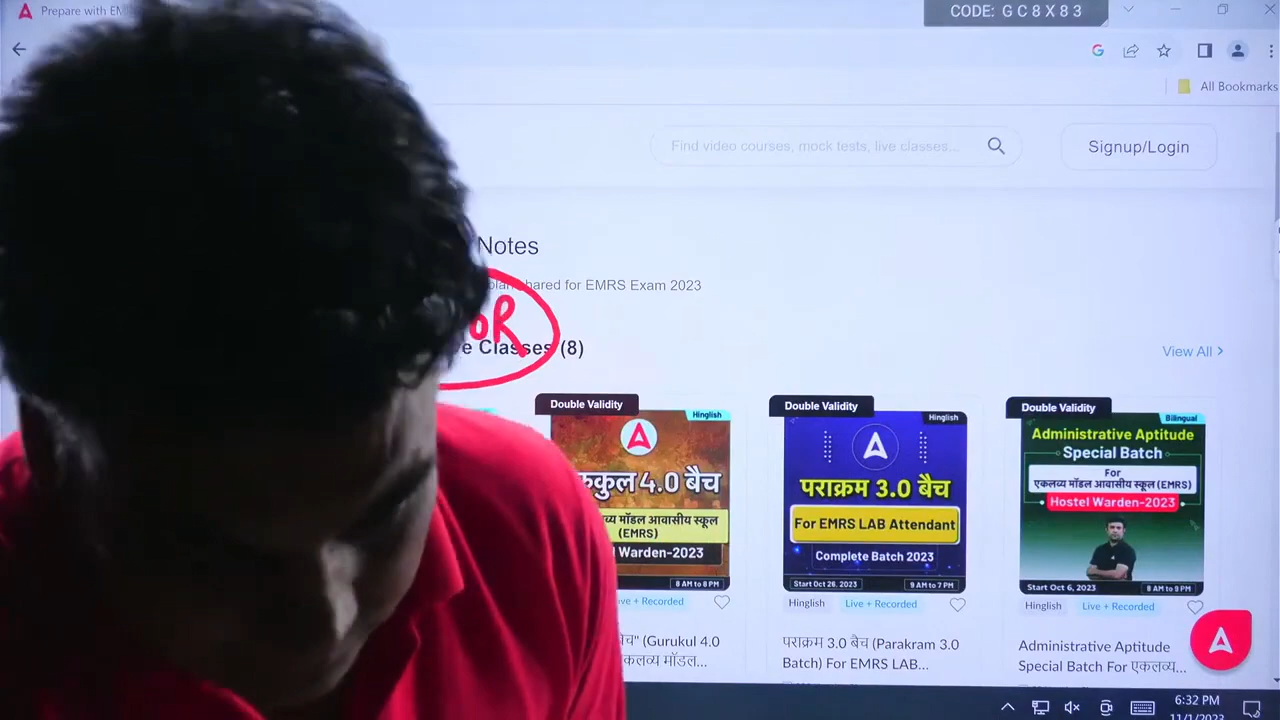 Prepare with EM
CODE: G C 8 X 8 3
All Bookmarks
Find video courses, mock tests, live classes...
Signup/Login
Notes
plan shared for EMRS Exam 2023
OR
e Classes (8)
View All >
Double Validity
Hinglish
कुल 4.0 बैच
मॉडल आवासीय स्कूल
(EMRS)
Warden-2023
8 AM to 8 PM
Live + Recorded
बैच" (Gurukul 4.0
मॉडल...
Double Validity
Hinglish
पराक्रम 3.0 बैच
For EMRS LAB Attendant
Complete Batch 2023
Start Oct 26, 2023
9 AM to 7 PM
Hinglish
Live + Recorded
पराक्रम 3.0 बैच (Parakram 3.0
Batch) For EMRS LAB...
Double Validity
Bilingual
Administrative Aptitude
Special Batch
For
एकलव्य मॉडल आवासीय स्कूल (EMRS)
Hostel Warden-2023
Start Oct 6, 2023
8 AM to 9 PM
Hinglish
Live + Recorded
Administrative Aptitude
Special Batch For एकलव्य...
6:32 PM
11/1/2023